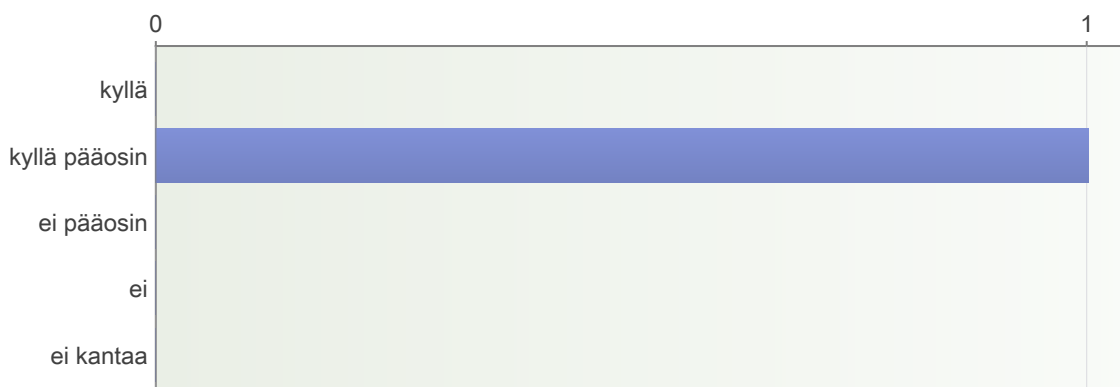 0 1
kyllä
kyllä pääosin
ei pääosin
ei
ei kantaa